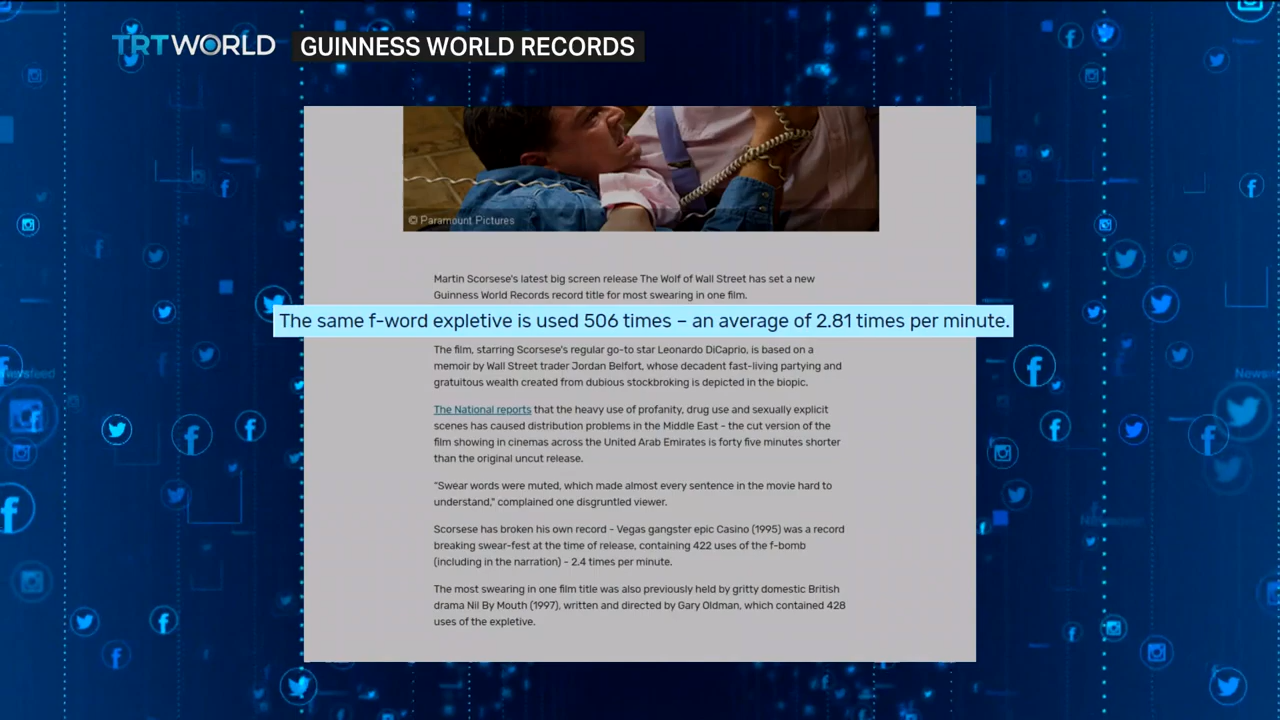 TRT WORLD
GUINNESS WORLD RECORDS
© Paramount Pictures
Martin Scorsese's latest big screen release The Wolf of Wall Street has set a new
Guinness World Records record title for most swearing in one film.
The same f-word expletive is used 506 times – an average of 2.81 times per minute.
The film, starring Scorsese's regular go-to star Leonardo DiCaprio, is based on a
memoir by Wall Street trader Jordan Belfort, whose decadent fast-living partying and
gratuitous wealth created from dubious stockbroking is depicted in the biopic.
The National reports that the heavy use of profanity, drug use and sexually explicit
scenes has caused distribution problems in the Middle East - the cut version of the
film showing in cinemas across the United Arab Emirates is forty five minutes shorter
than the original uncut release.
"Swear words were muted, which made almost every sentence in the movie hard to
understand," complained one disgruntled viewer.
Scorsese has broken his own record - Vegas gangster epic Casino (1995) was a record
breaking swear-fest at the time of release, containing 422 uses of the f-bomb
(including in the narration) - 2.4 times per minute.
The most swearing in one film title was also previously held by gritty domestic British
drama Nil By Mouth (1997), written and directed by Gary Oldman, which contained 428
uses of the expletive.